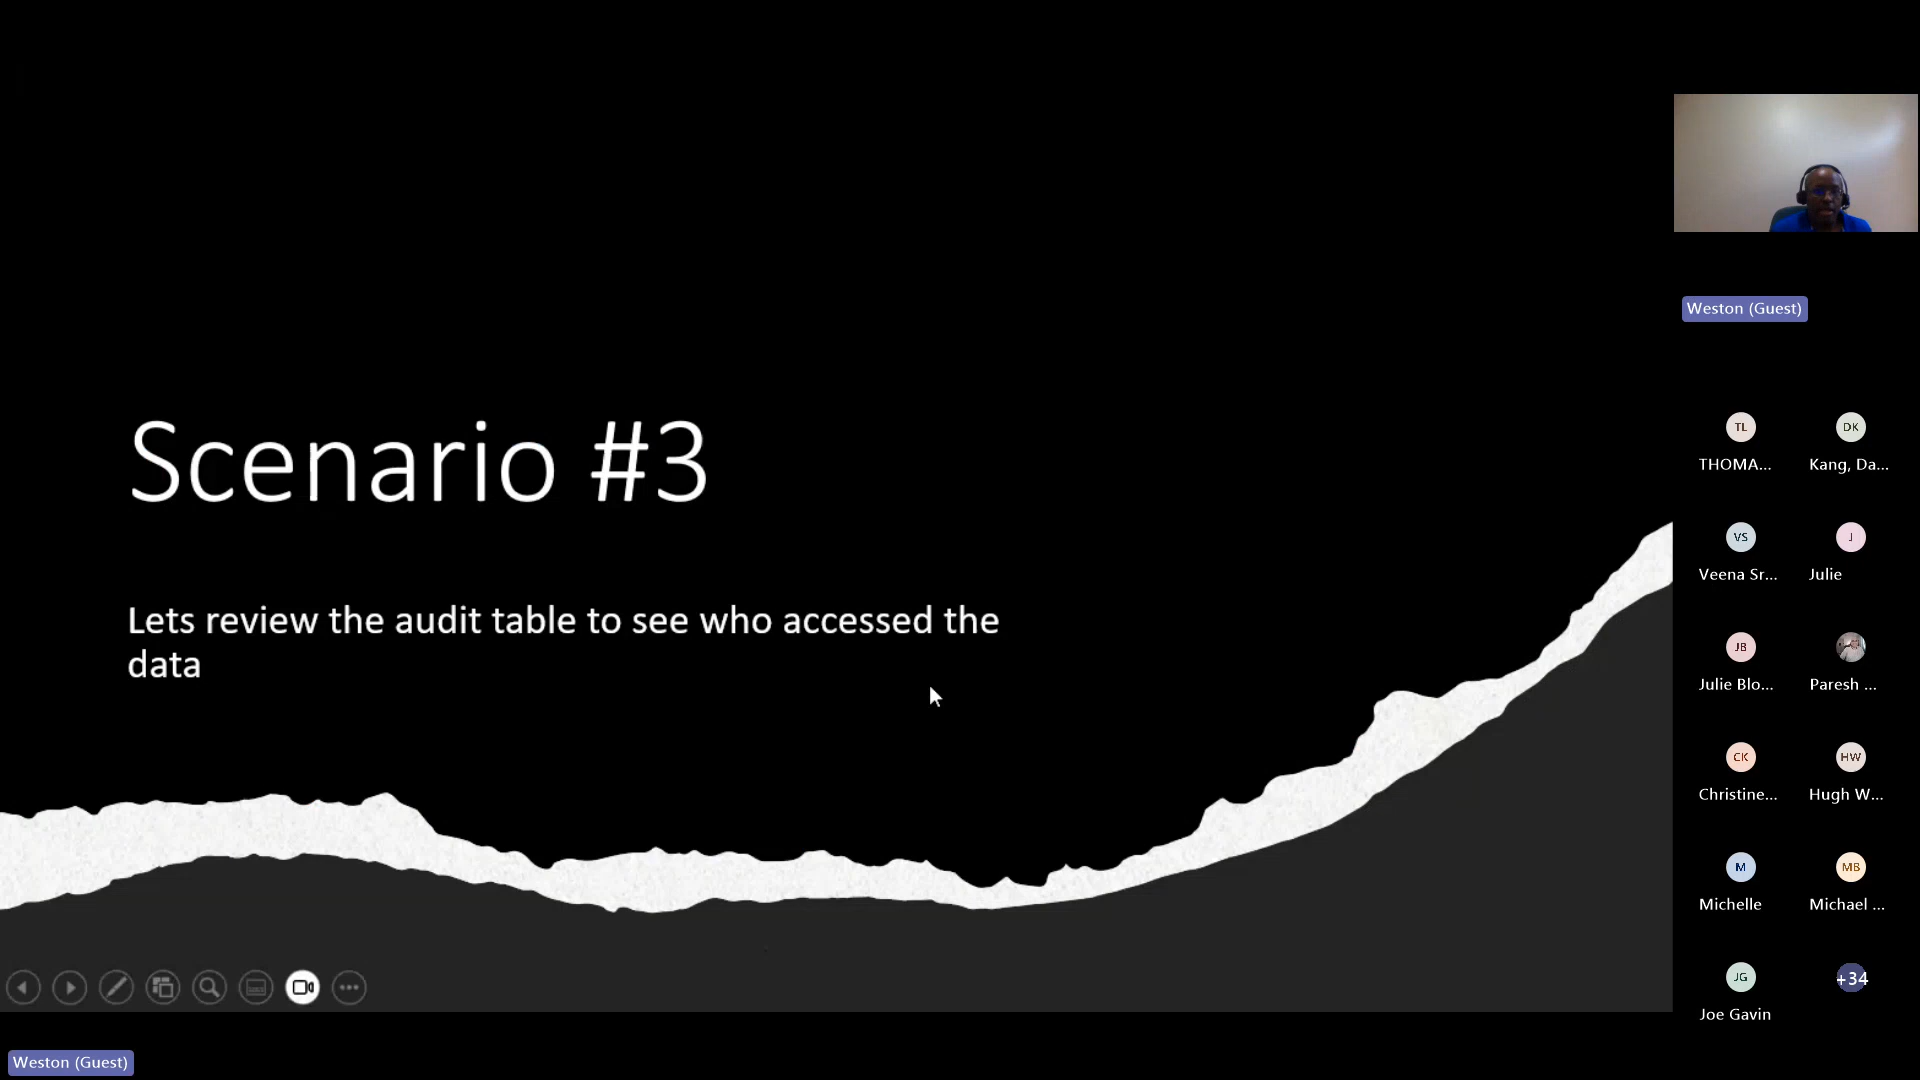 Scenario #3
Lets review the audit table to see who accessed the
data
Weston (Guest)
TL
DK
THOMA...
Kang, Da...
VS
J
Veena Sr...
Julie
JB
Julie Blo...
Paresh ...
CK
HW
Christine...
Hugh W...
M
MB
Michelle
Michael ...
JG
+34
Joe Gavin
Weston (Guest)